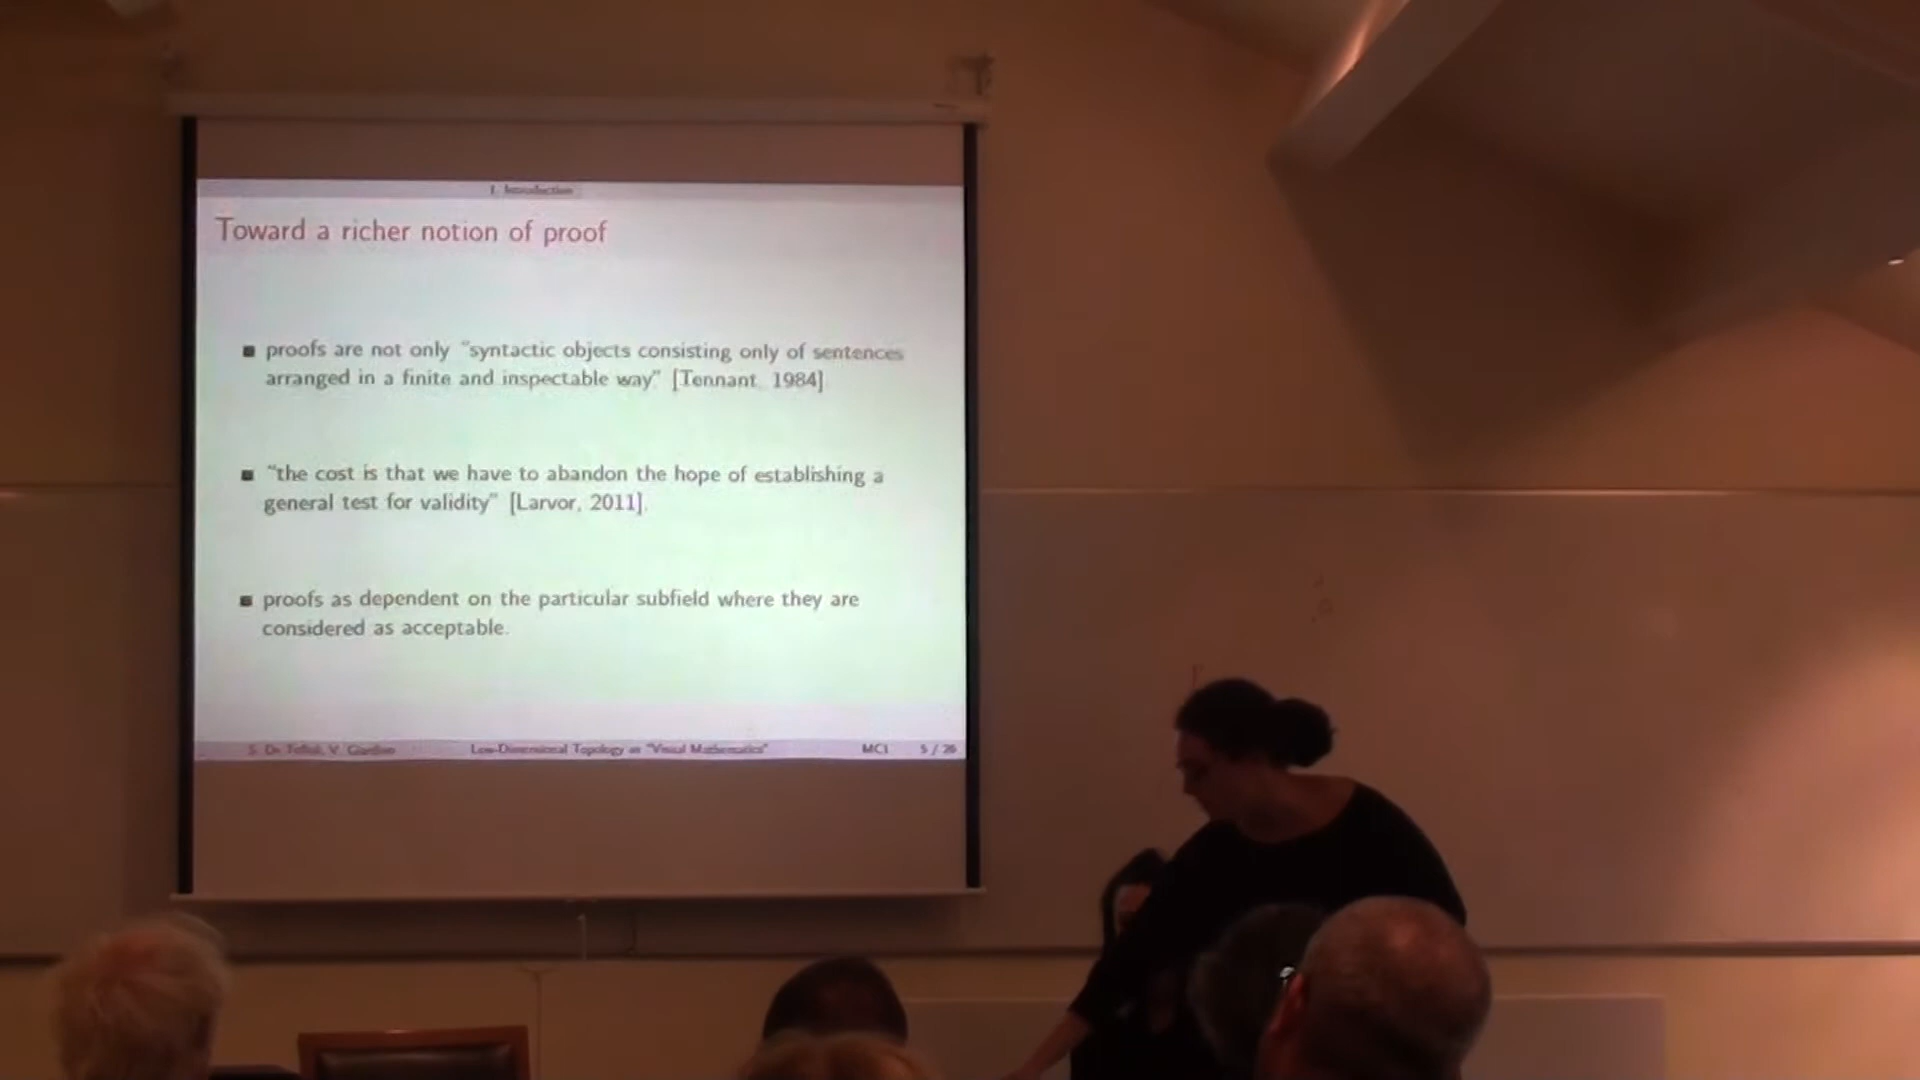 1. Introduction
Toward a richer notion of proof
proofs are not only "syntactic objects consisting only of sentences
arranged in a finite and inspectable way" [Tennant, 1984]
"the cost is that we have to abandon the hope of establishing a
general test for validity" [Larvor, 2011].
proofs as dependent on the particular subfield where they are
considered as acceptable.
S. De Toffoli, V. Giardino Low-Dimensional Topology as "Visual Mathematics" MCI 5 / 26